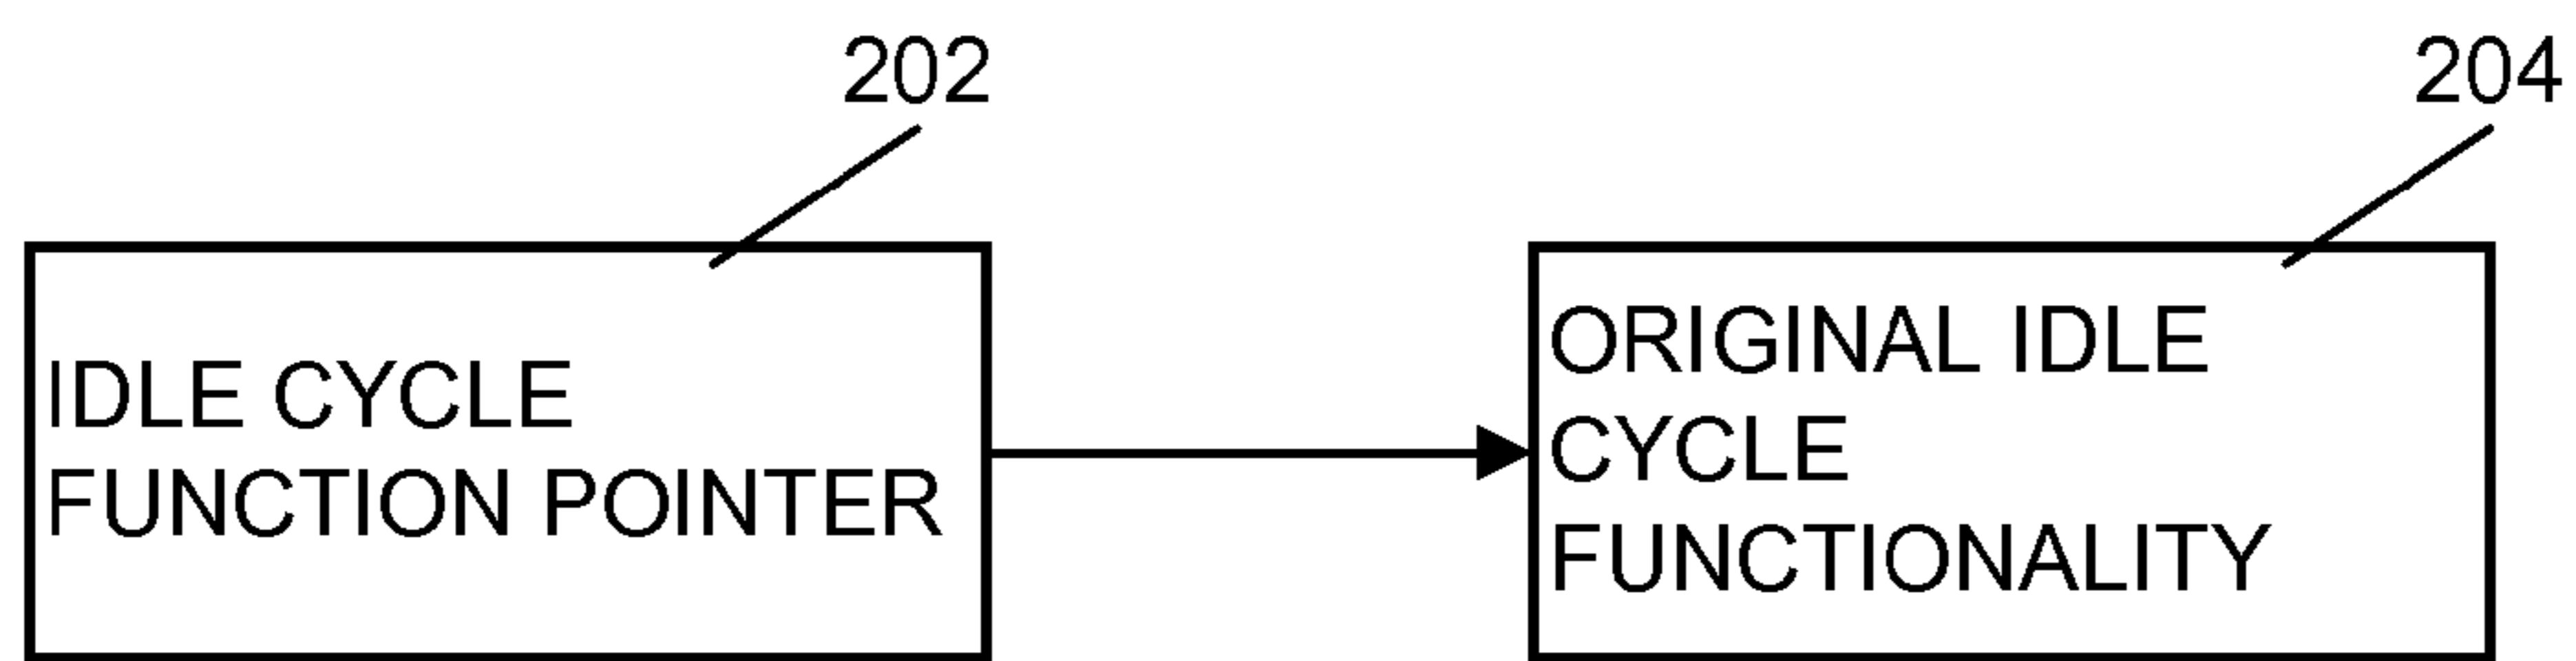 202
204
IDLE CYCLE
FUNCTION POINTER
ORIGINAL IDLE
CYCLE
FUNCTIONALITY